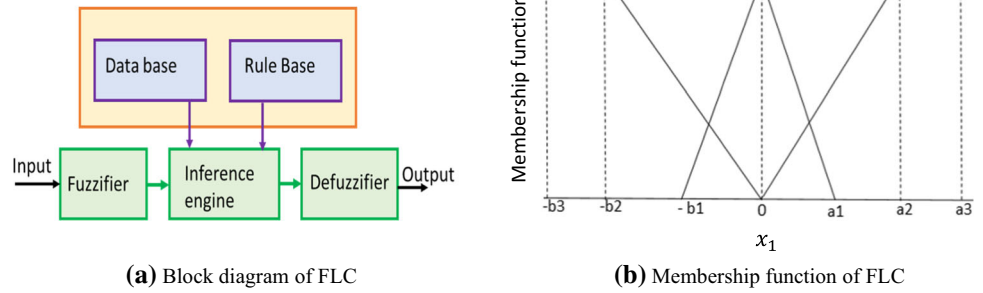 Data base
Rule Base
Input
Fuzzifier
Inference
engine
Defuzzifier
Output
(a) Block diagram of FLC
Membership function
-b3
-b2
- b1
0
a1
a2
a3
x₁
(b) Membership function of FLC